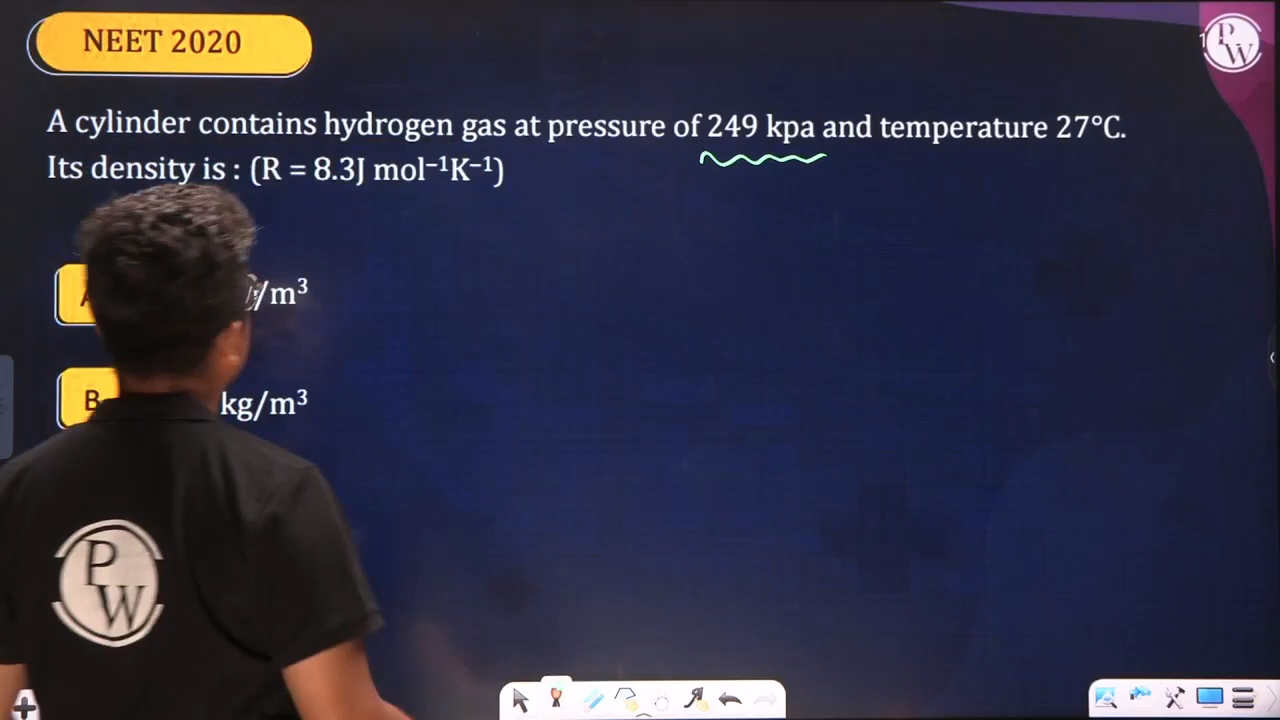 NEET 2020
PW
A cylinder contains hydrogen gas at pressure of 249 kpa and temperature 27°C.
Its density is : (R = 8.3J mol⁻¹K⁻¹)
/m³
B
kg/m³
PW